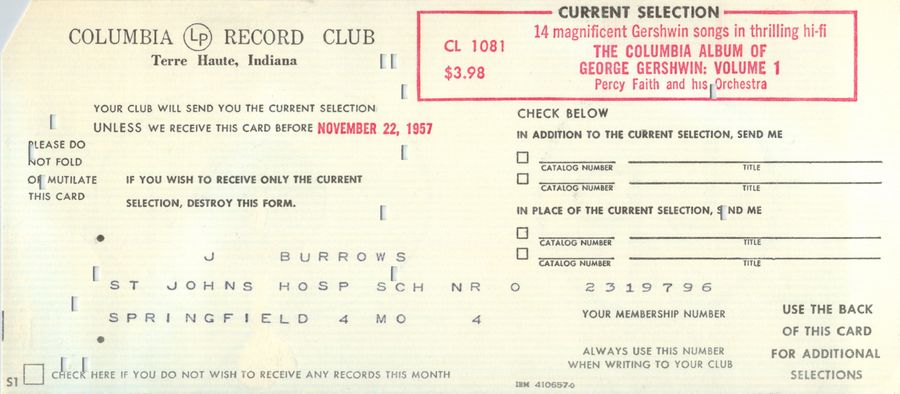 COLUMBIA LP RECORD CLUB
Terre Haute, Indiana
CURRENT SELECTION
CL 1081
$3.98
14 magnificent Gershwin songs in thrilling hi-fi
THE COLUMBIA ALBUM OF
GEORGE GERSHWIN: VOLUME 1
Percy Faith and his Orchestra
YOUR CLUB WILL SEND YOU THE CURRENT SELECTION
UNLESS WE RECEIVE THIS CARD BEFORE NOVEMBER 22, 1957
PLEASE DO
NOT FOLD
OR MUTILATE
THIS CARD
IF YOU WISH TO RECEIVE ONLY THE CURRENT
SELECTION, DESTROY THIS FORM.
CHECK BELOW
IN ADDITION TO THE CURRENT SELECTION, SEND ME
CATALOG NUMBER TITLE
CATALOG NUMBER TITLE
IN PLACE OF THE CURRENT SELECTION, SEND ME
CATALOG NUMBER TITLE
CATALOG NUMBER TITLE
J BURROWS
ST JOHNS HOSP SCH NR 0 2319796
SPRINGFIELD 4 MO 4
YOUR MEMBERSHIP NUMBER
ALWAYS USE THIS NUMBER
WHEN WRITING TO YOUR CLUB
USE THE BACK
OF THIS CARD
FOR ADDITIONAL
SELECTIONS
S1 CHECK HERE IF YOU DO NOT WISH TO RECEIVE ANY RECORDS THIS MONTH
IBM 410657-0